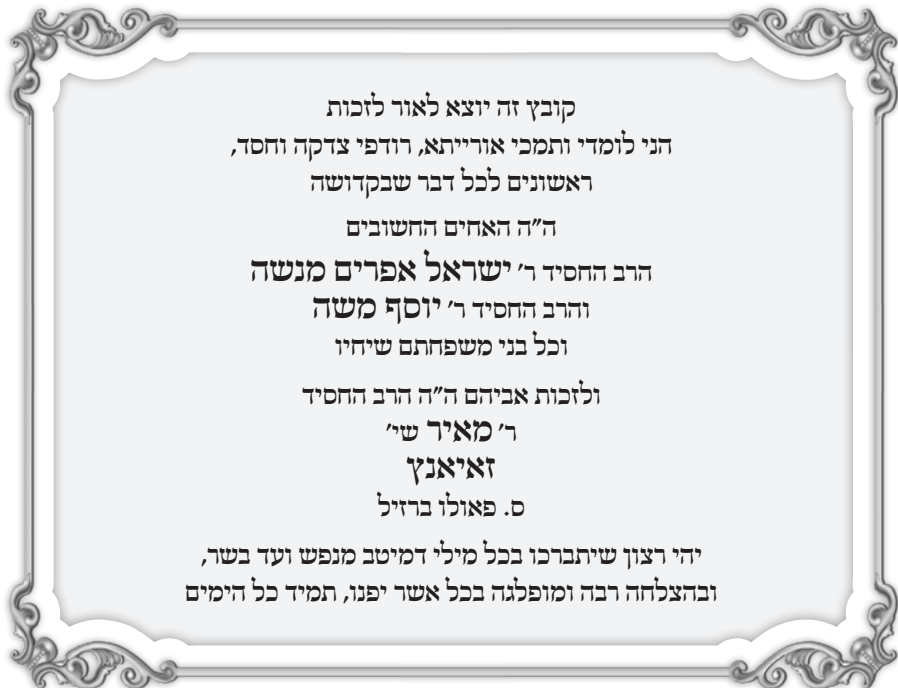 קובץ זה יוצא לאור לזכות
הני לומדי ותמכי אורייתא, רודפי צדקה וחסד,
ראשונים לכל דבר שבקדושה
ה״ה האחים החשובים
הרב החסיד ר׳ ישראל אפרים מנשה
והרב החסיד ר׳ יוסף משה
וכל בני משפחתם שיחיו
ולזכות אביהם ה״ה הרב החסיד
ר׳ מאיר שי׳
זאיאנץ
ס. פאולו ברזיל
יהי רצון שיתברכו בכל מילי דמיטב מנפש ועד בשר,
ובהצלחה רבה ומופלגה בכל אשר יפנו, תמיד כל הימים